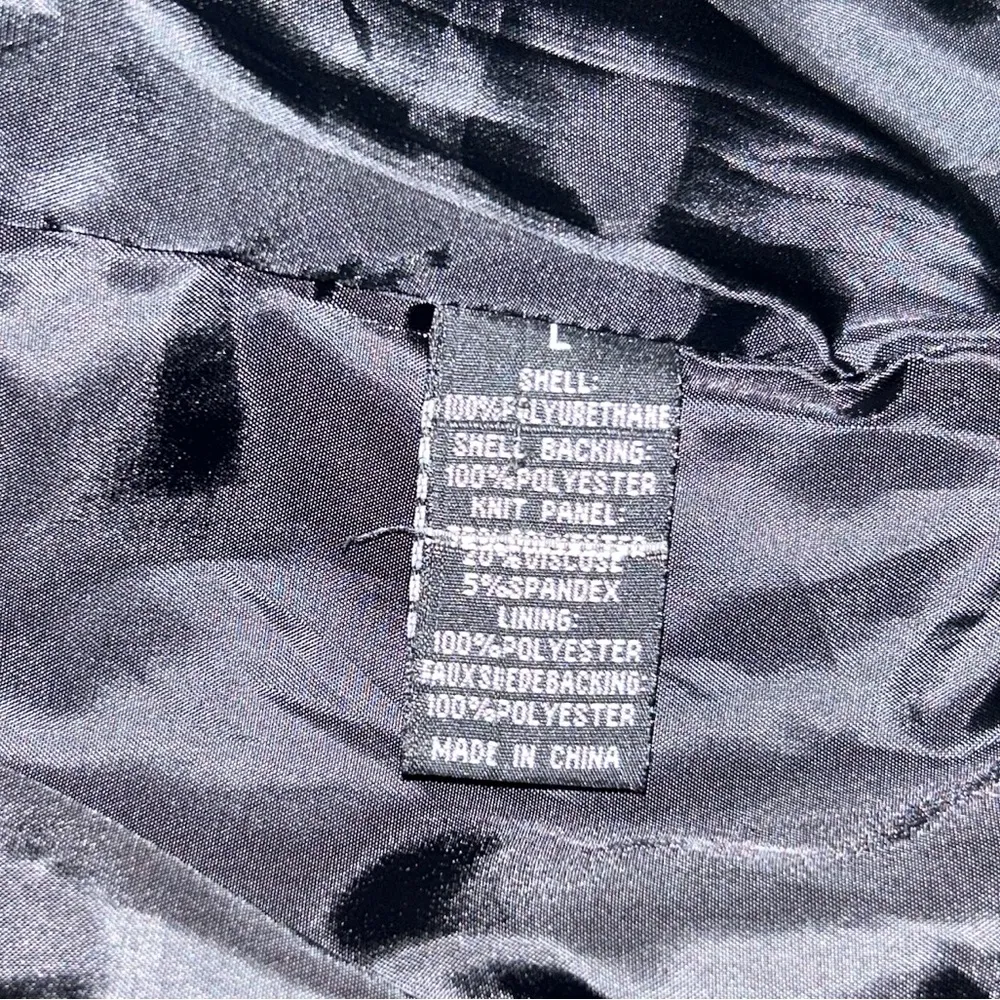 L
SHELL:
100%POLYURETHANE
SHELL BACKING:
100%POLYESTER
KNIT PANEL:
20%VISCOSE
5%SPANDEX
LINING:
100%POLYESTER
FAUXSUEDEBACKING:
100%POLYESTER
MADE IN CHINA